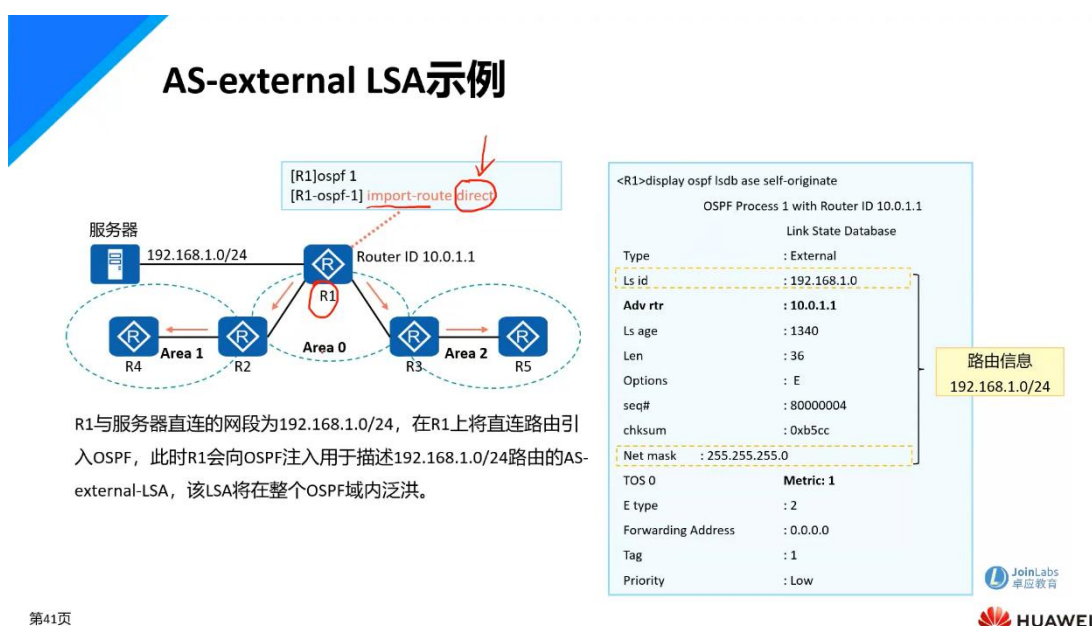 AS-external LSA示例
[R1]ospf 1
[R1-ospf-1] import-route direct
服务器
192.168.1.0/24
Router ID 10.0.1.1
R1
Area 1
Area 0
Area 2
R4
R2
R3
R5
R1与服务器直连的网段为192.168.1.0/24，在R1上将直连路由引
入OSPF，此时R1会向OSPF注入用于描述192.168.1.0/24路由的AS-
external-LSA，该LSA将在整个OSPF域内泛洪。
<R1>display ospf lsdb ase self-originate
OSPF Process 1 with Router ID 10.0.1.1
Link State Database
Type : External
Ls id : 192.168.1.0
Adv rtr : 10.0.1.1
Ls age : 1340
Len : 36
Options : E
seq# : 80000004
chksum : 0xb5cc
Net mask : 255.255.255.0
TOS 0 Metric: 1
E type : 2
Forwarding Address : 0.0.0.0
Tag : 1
Priority : Low
路由信息
192.168.1.0/24
JoinLabs
卓应教育
第41页
HUAWEI